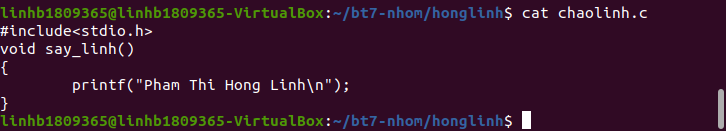 linhb1809365@linhb1809365-VirtualBox:~/bt7-nhom/honglinh$ cat chaolinh.c
#include<stdio.h>
void say_linh()
{
        printf("Pham Thi Hong Linh\n");
}
linhb1809365@linhb1809365-VirtualBox:~/bt7-nhom/honglinh$